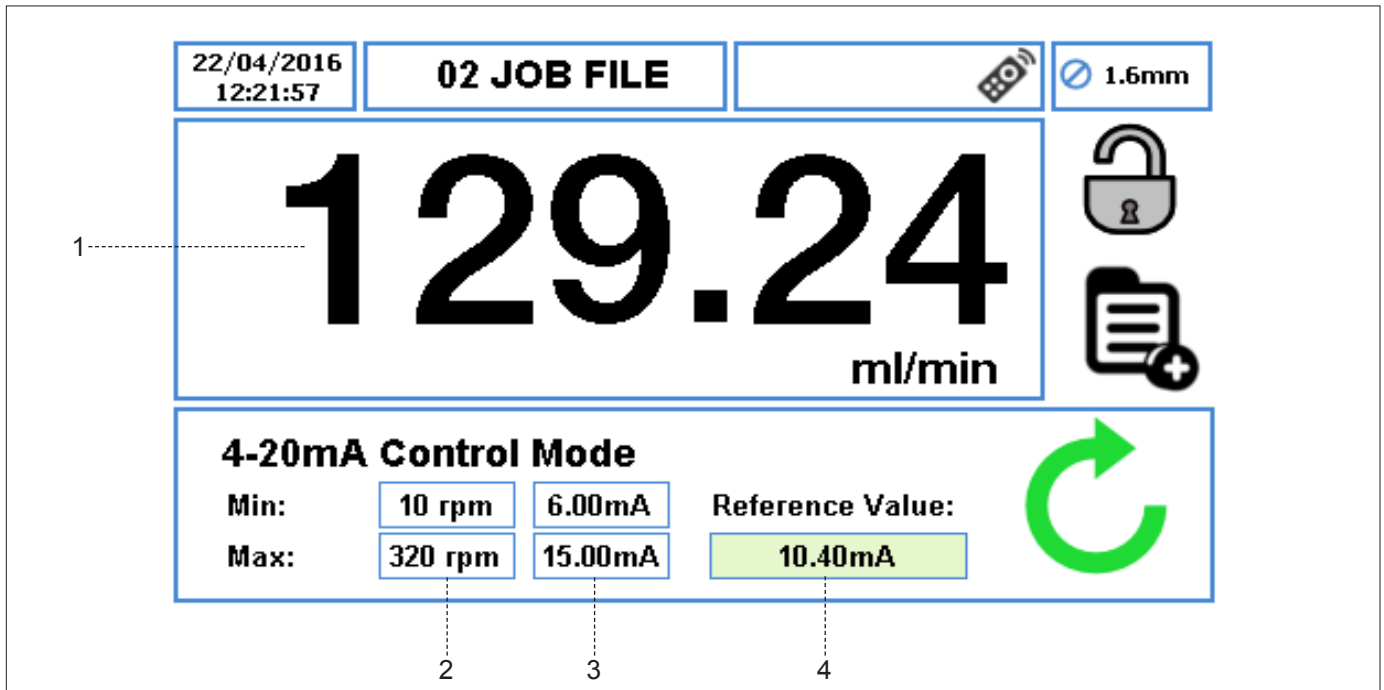 22/04/2016
12:21:57
02 JOB FILE
1.6mm
129.24
ml/min
1
4-20mA Control Mode
Min: 10 rpm 6.00mA Reference Value:
Max: 320 rpm 15.00mA 10.40mA
2 3 4